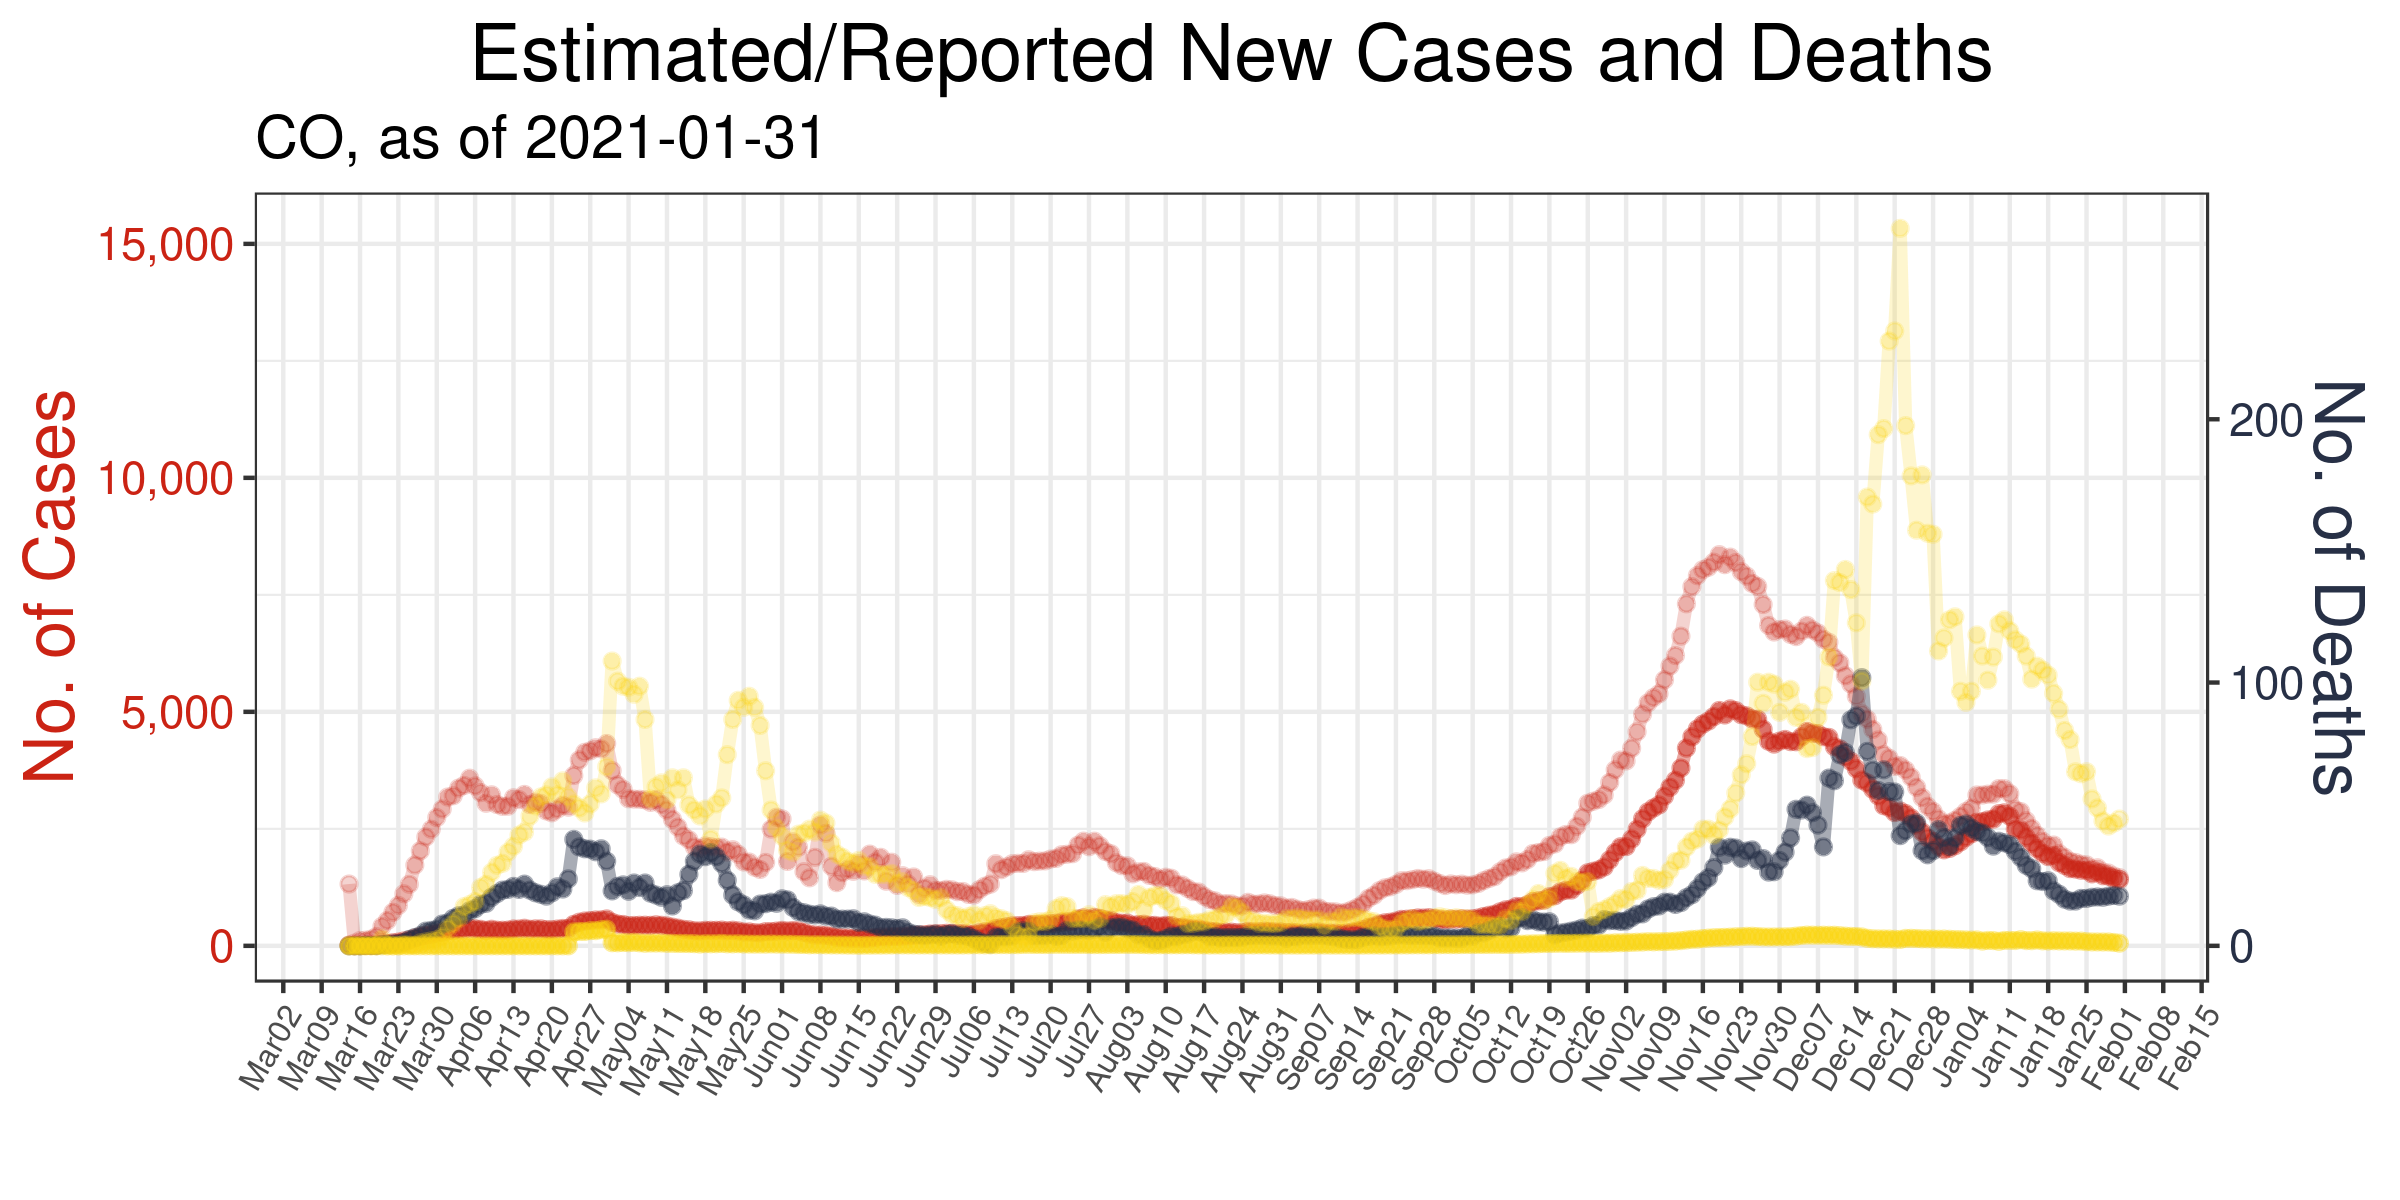 Estimated/Reported New Cases and Deaths
CO, as of 2021-01-31
No. of Cases
15,000
10,000
5,000
0
200
100
0
No. of Deaths
Mar02
Mar09
Mar16
Mar23
Mar30
Apr06
Apr13
Apr20
Apr27
May04
May11
May18
May25
Jun01
Jun08
Jun15
Jun22
Jun29
Jul06
Jul13
Jul20
Jul27
Aug03
Aug10
Aug17
Aug24
Aug31
Sep07
Sep14
Sep21
Sep28
Oct05
Oct12
Oct19
Oct26
Nov02
Nov09
Nov16
Nov23
Nov30
Dec07
Dec14
Dec21
Dec28
Dec04
Jan11
Jan18
Jan25
Feb01
Feb08
Feb15